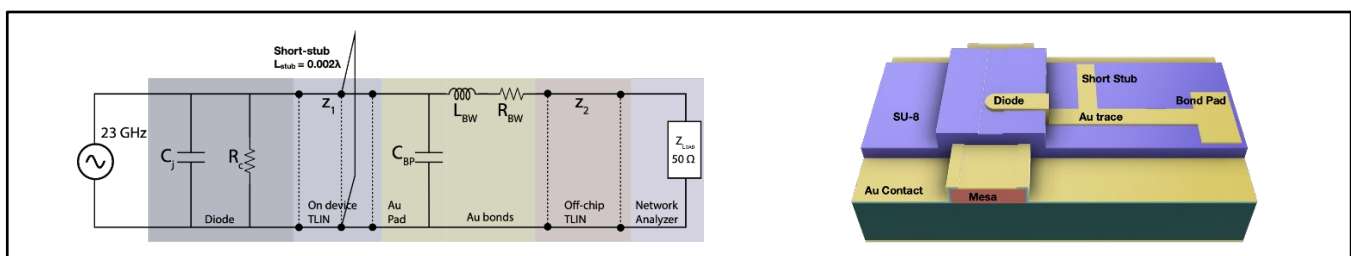 Short-stub
Lstub = 0.002λ
23 GHz
Cj
Rc
Z1
CBP
LBW
RBW
Z2
ZLOAD
50 Ω
Diode
On device
TLIN
Au
Pad
Au bonds
Off-chip
TLIN
Network
Analyzer
Short Stub
Diode
Bond Pad
SU-8
Au trace
Au Contact
Mesa